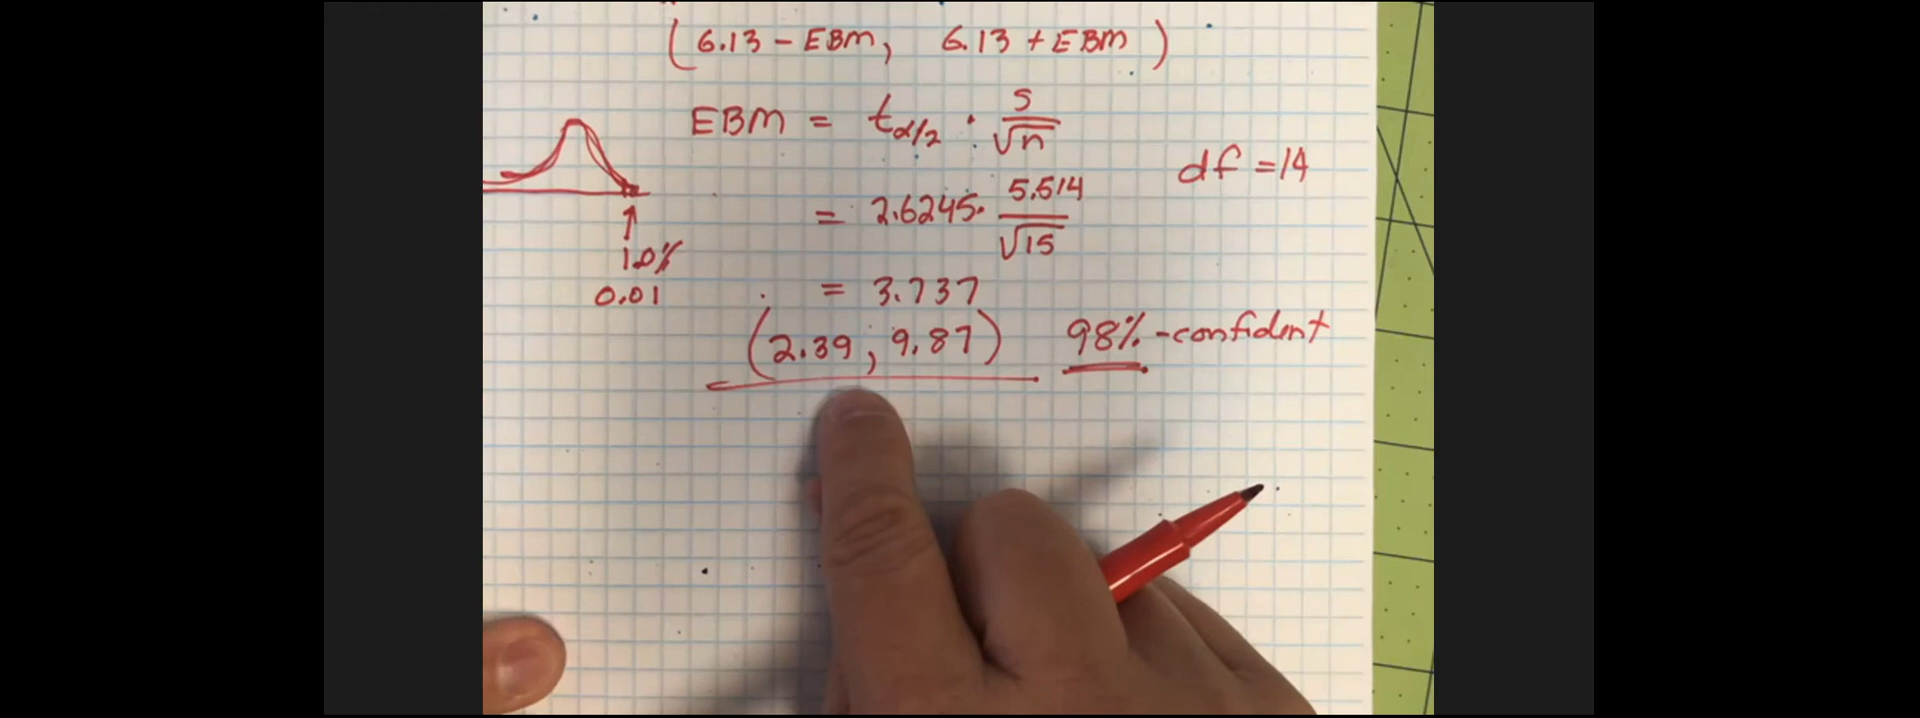 (6.13 - EBM, 6.13 + EBM)
EBM = t α/2 · s/√n
df = 14
= 2.6245 · 5.514/√15
1.0%
0.01
= 3.737
(2.39, 9.87) 98% - confident